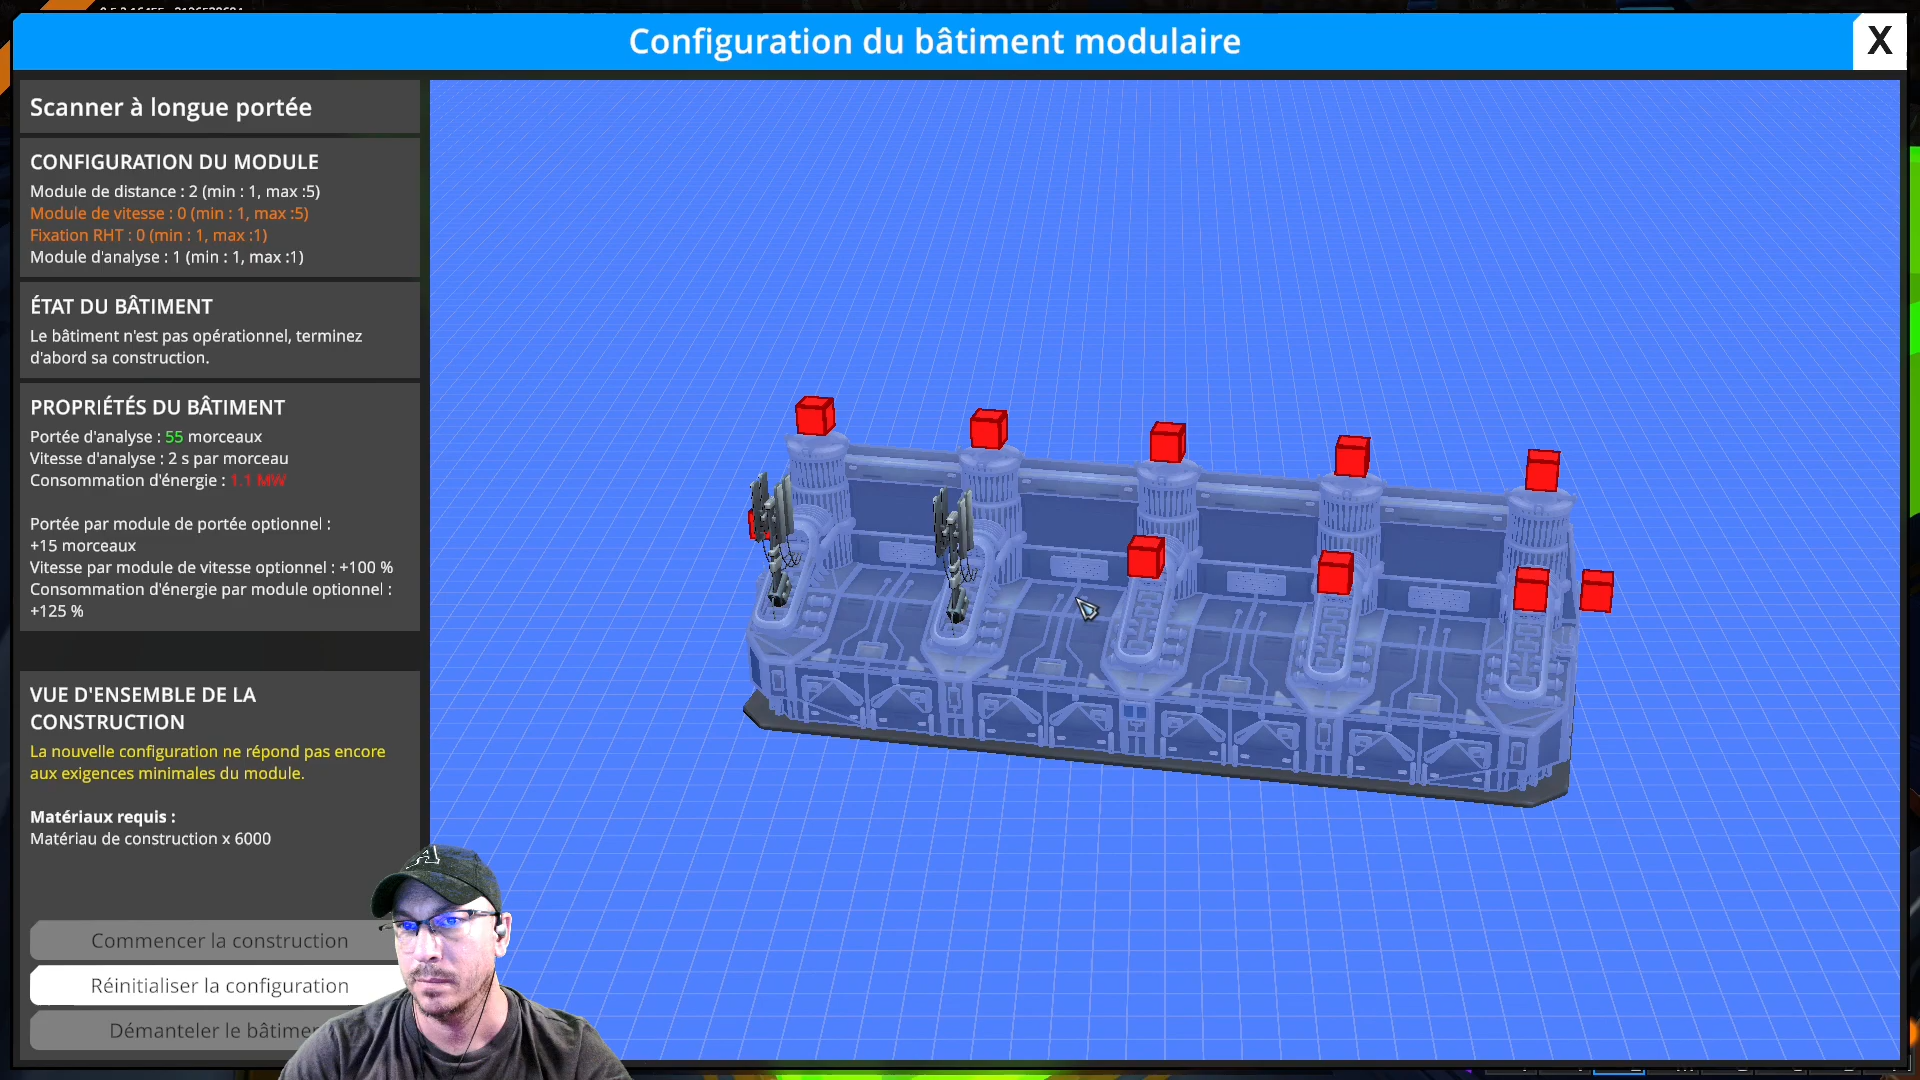 Configuration du bâtiment modulaire
X
Scanner à longue portée
CONFIGURATION DU MODULE
Module de distance : 2 (min : 1, max :5)
Module de vitesse : 0 (min : 1, max :5)
Fixation RHT : 0 (min : 1, max :1)
Module d'analyse : 1 (min : 1, max :1)
ÉTAT DU BÂTIMENT
Le bâtiment n'est pas opérationnel, terminez
d'abord sa construction.
PROPRIÉTÉS DU BÂTIMENT
Portée d'analyse : 55 morceaux
Vitesse d'analyse : 2 s par morceau
Consommation d'énergie : 1.1 MW
Portée par module de portée optionnel :
+15 morceaux
Vitesse par module de vitesse optionnel : +100 %
Consommation d'énergie par module optionnel :
+125 %
VUE D'ENSEMBLE DE LA
CONSTRUCTION
La nouvelle configuration ne répond pas encore
aux exigences minimales du module.
Matériaux requis :
Matériau de construction x 6000
A
Commencer la construction
Réinitialiser la configuration
Démanteler le